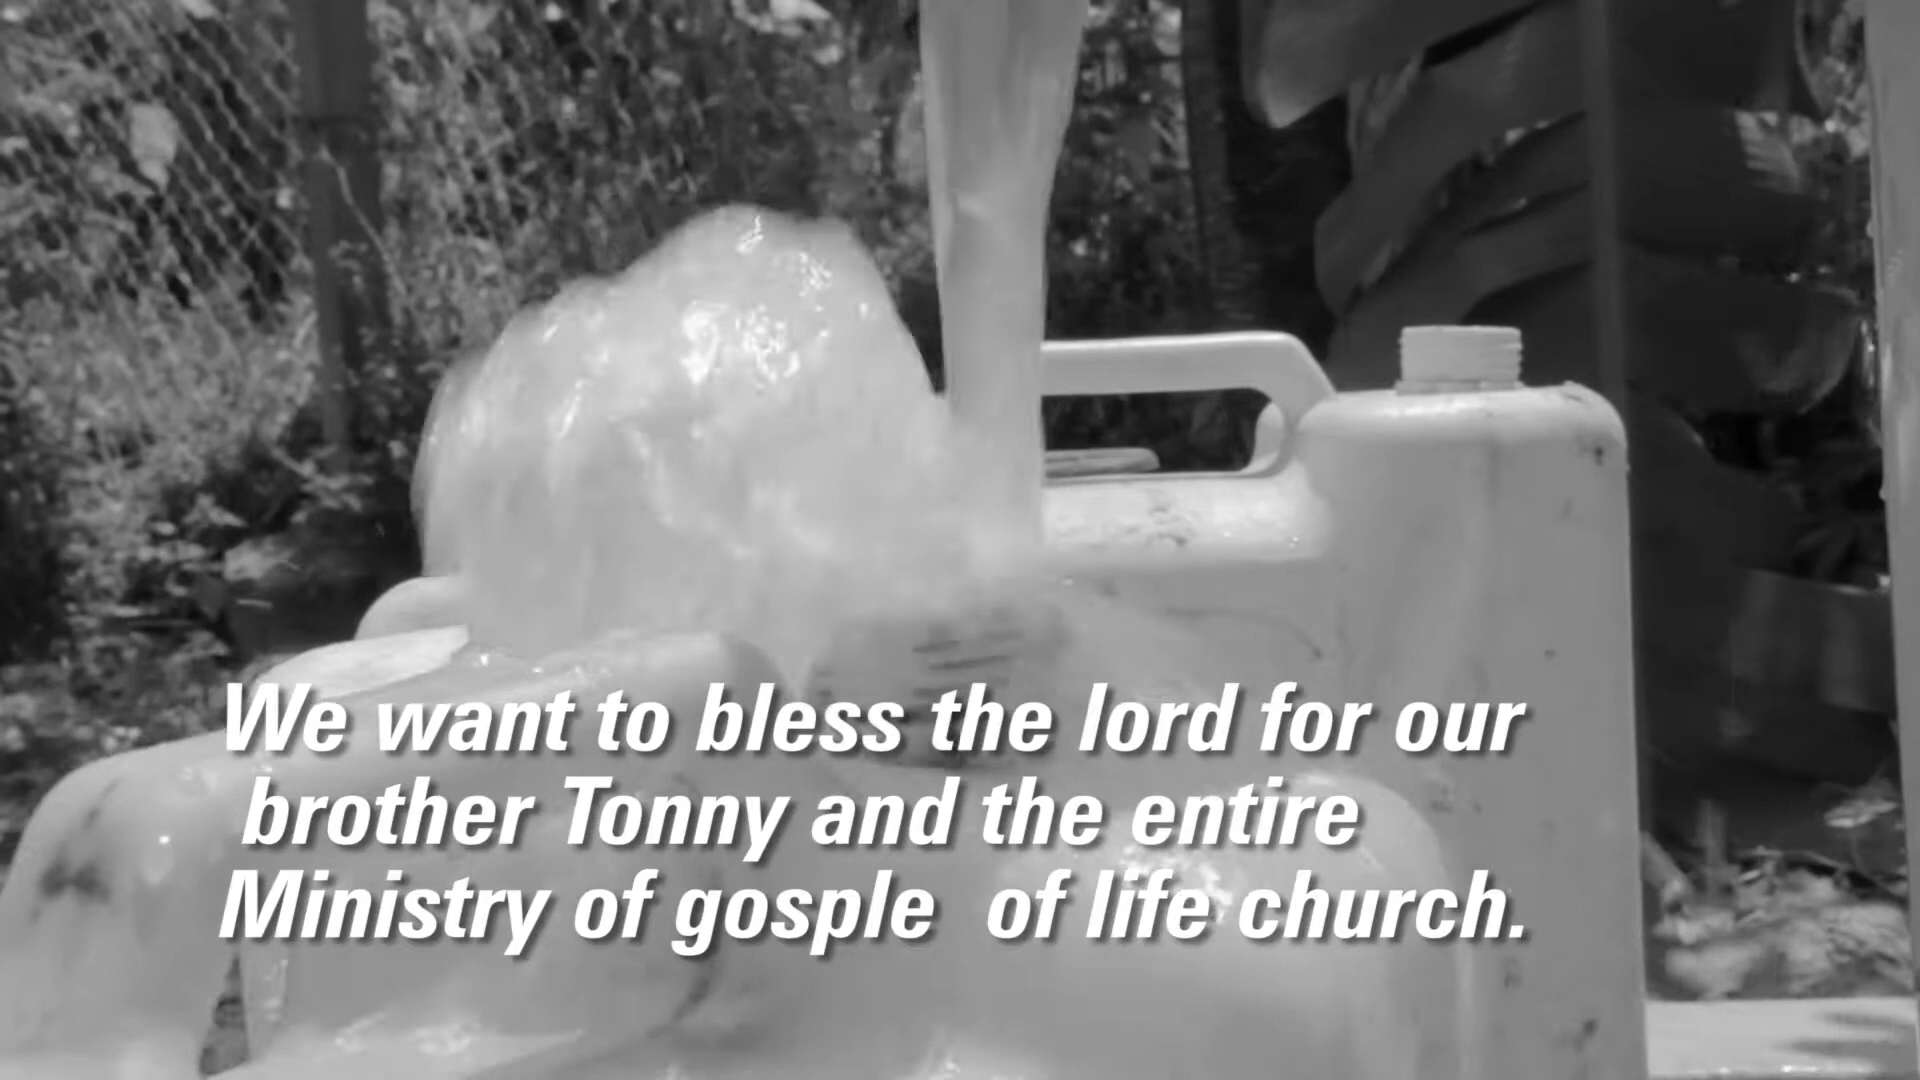 We want to bless the lord for our
brother Tonny and the entire
Ministry of gosple of life church.